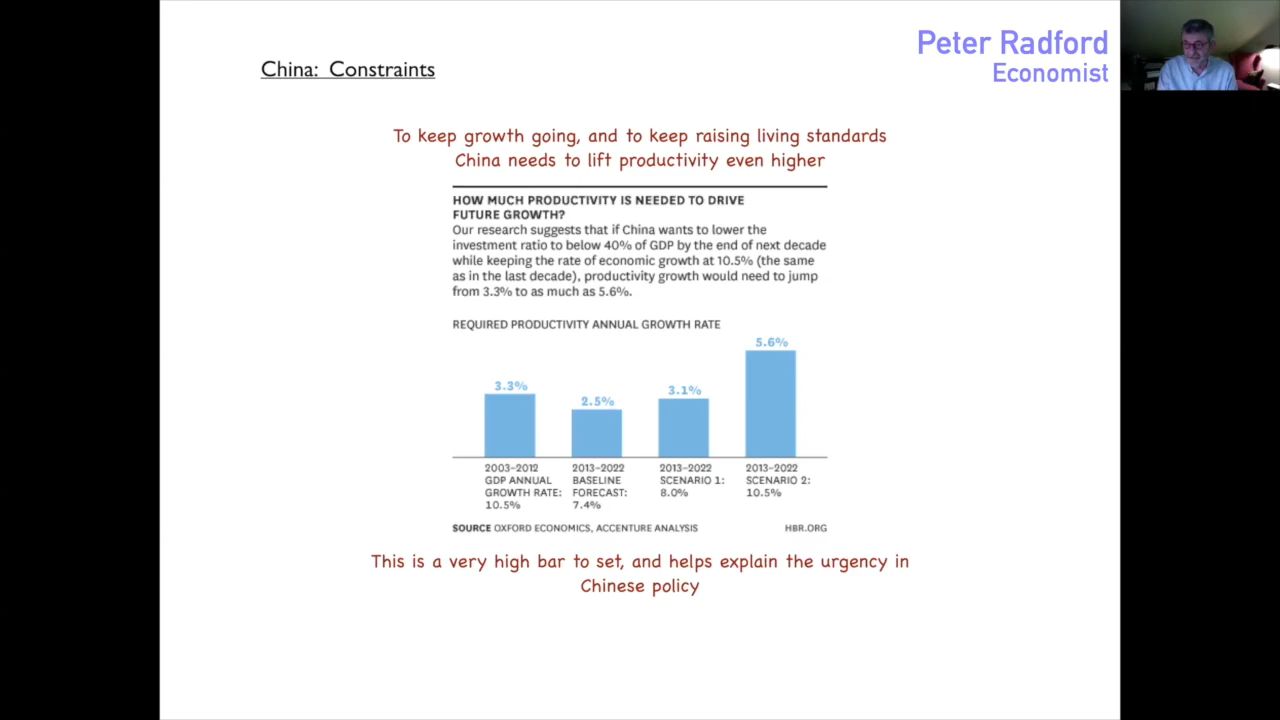 Peter Radford
Economist
China: Constraints
To keep growth going, and to keep raising living standards
China needs to lift productivity even higher
HOW MUCH PRODUCTIVITY IS NEEDED TO DRIVE
FUTURE GROWTH?
Our research suggests that if China wants to lower the
investment ratio to below 40% of GDP by the end of next decade
while keeping the rate of economic growth at 10.5% (the same
as in the last decade), productivity growth would need to jump
from 3.3% to as much as 5.6%.
REQUIRED PRODUCTIVITY ANNUAL GROWTH RATE
3.3%
2.5%
3.1%
5.6%
2003–2012
GDP ANNUAL
GROWTH RATE:
10.5%
2013–2022
BASELINE
FORECAST:
7.4%
2013–2022
SCENARIO 1:
8.0%
2013–2022
SCENARIO 2:
10.5%
SOURCE OXFORD ECONOMICS, ACCENTURE ANALYSIS
HBR.ORG
This is a very high bar to set, and helps explain the urgency in
Chinese policy